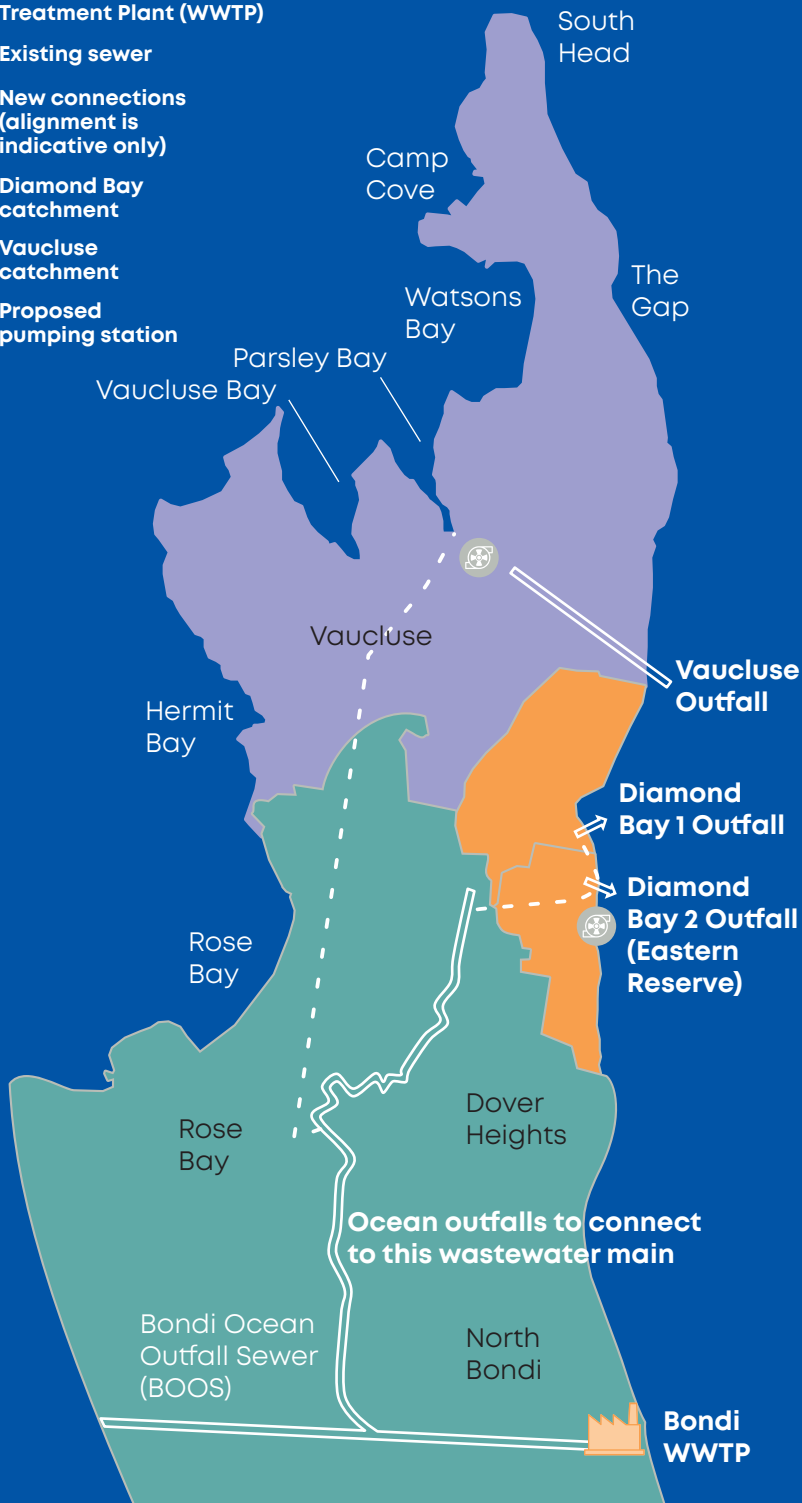 Treatment Plant (WWTP)
Existing sewer
New connections
(alignment is
indicative only)
Diamond Bay
catchment
Vaucluse
catchment
Proposed
pumping station
South
Head
Camp
Cove
The
Gap
Watsons
Bay
Parsley Bay
Vaucluse Bay
Vaucluse
Vaucluse
Outfall
Hermit
Bay
Diamond
Bay 1 Outfall
Diamond
Bay 2 Outfall
(Eastern
Reserve)
Rose
Bay
Dover
Heights
Rose
Bay
Ocean outfalls to connect
to this wastewater main
Bondi Ocean
Outfall Sewer
(BOOS)
North
Bondi
Bondi
WWTP